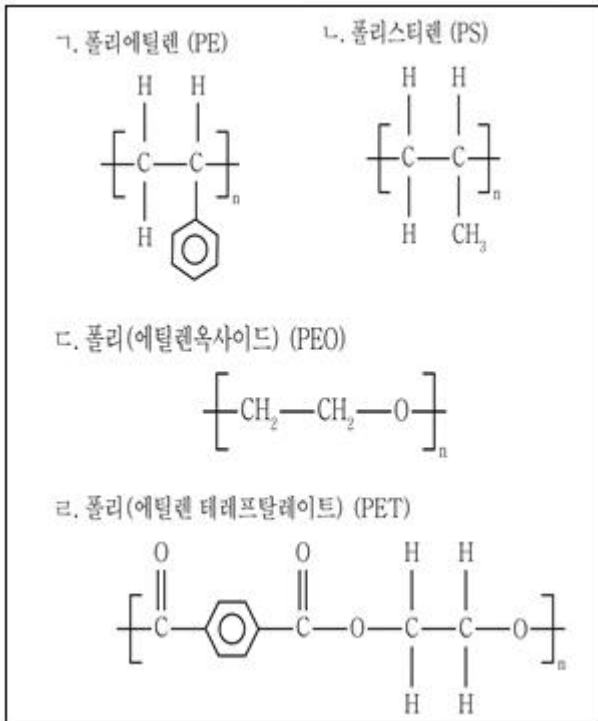 ㄱ. 폴리에틸렌 (PE)
ㄴ. 폴리스티렌 (PS)
H H
C C
n
H
H H
C C
n
H CH₃
ㄷ. 폴리(에틸렌옥사이드) (PEO)
CH₂ CH₂ O
n
ㄹ. 폴리(에틸렌 테레프탈레이트) (PET)
O O H H
C C O C C O
n
H H